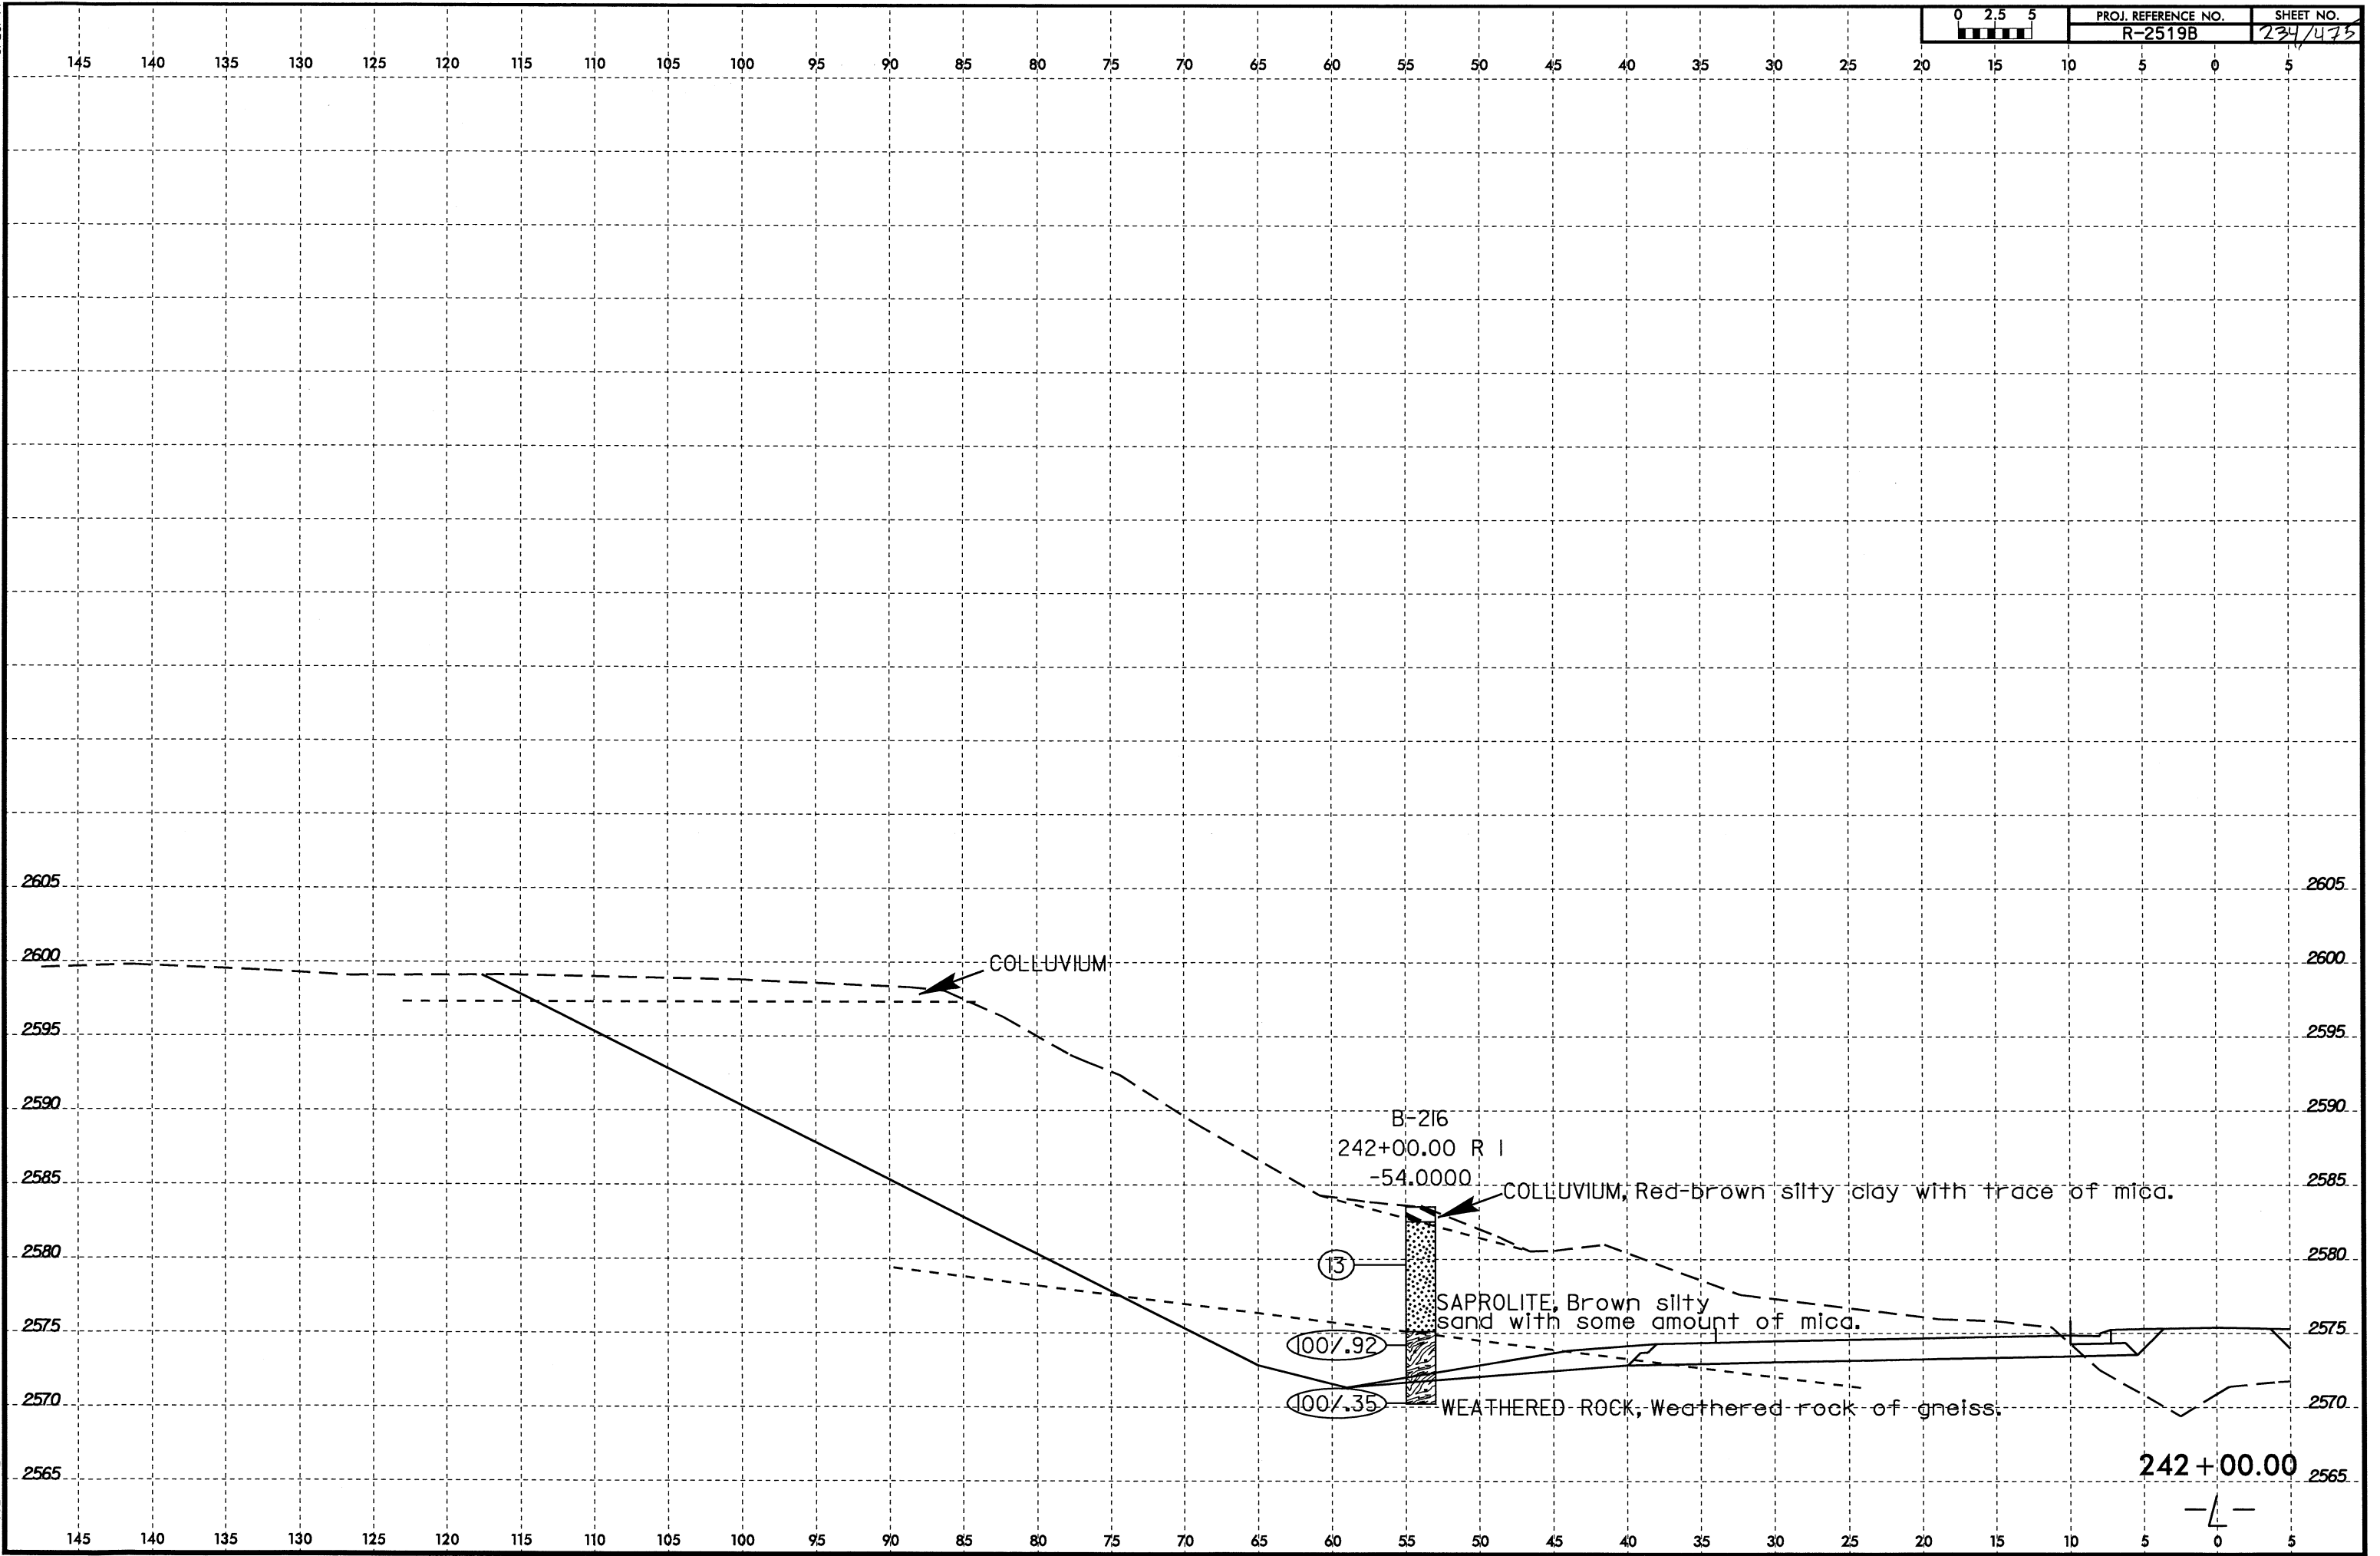 0 2.5 5
PROJ. REFERENCE NO.
SHEET NO.
R-2519B
234/475
145 140 135 130 125 120 115 110 105 100 95 90 85 80 75 70 65 60 55 50 45 40 35 30 25 20 15 10 5 0 5
2605 2605
2600 2600
COLLUVIUM
2595 2595
2590 2590
B-216
242+00.00 R 1
-54.0000
2585 2585
COLLUVIUM, Red-brown silty clay with trace of mica.
2580 2580
13
SAPROLITE, Brown silty
sand with some amount of mica.
2575 2575
100/.92
2570 2570
100/.35
WEATHERED ROCK, Weathered rock of gneiss.
242+00.00
2565 2565
-L-
145 140 135 130 125 120 115 110 105 100 95 90 85 80 75 70 65 60 55 50 45 40 35 30 25 20 15 10 5 0 5